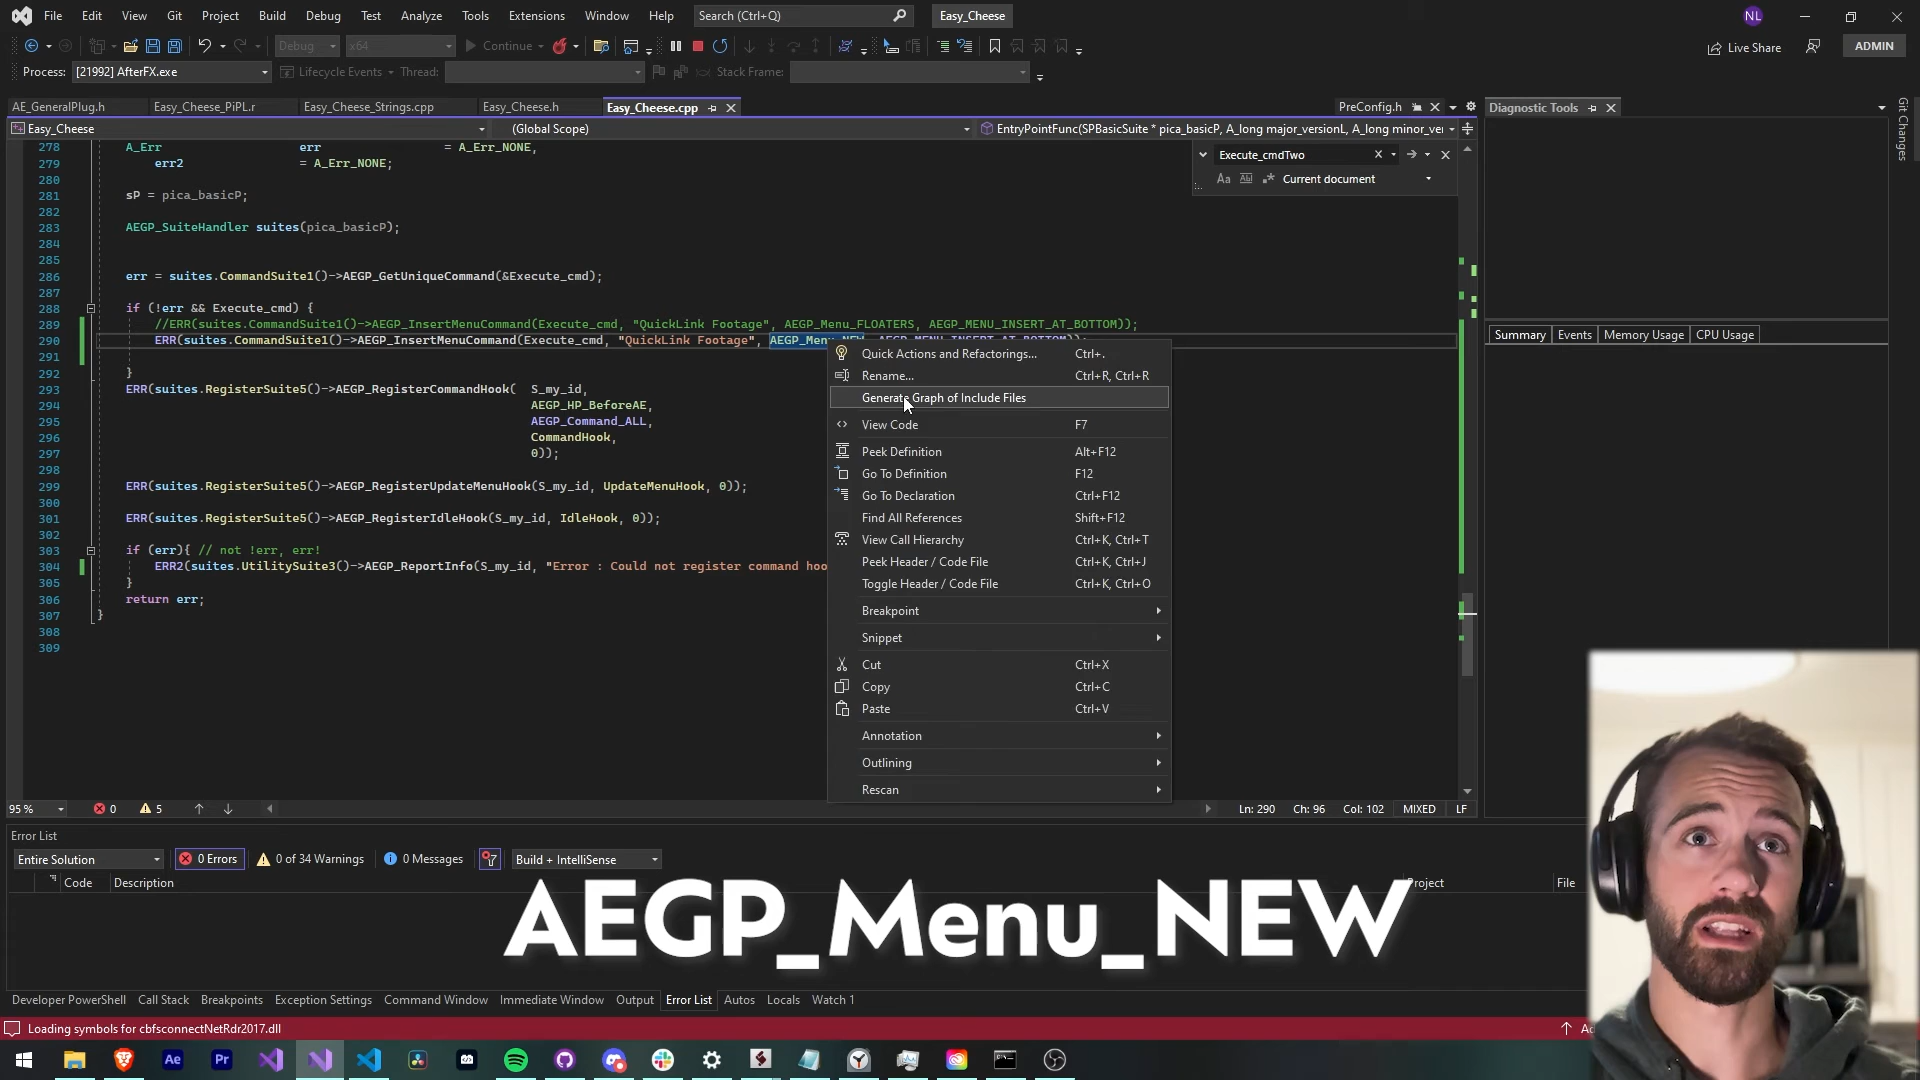 File Edit View Git Project Build Debug Test Analyze Tools Extensions Window Help Search (Ctrl+Q) Easy_Cheese NL
Debug x64 Continue Live Share ADMIN
Process: [21992] AfterFX.exe Lifecycle Events Thread: Stack Frame:
AE_GeneralPlug.h Easy_Cheese_PiPL.r Easy_Cheese_Strings.cpp Easy_Cheese.h Easy_Cheese.cpp PreConfig.h Diagnostic Tools
Easy_Cheese (Global Scope) EntryPointFunc(SPBasicSuite * pica_basicP, A_long major_versionL, A_long minor_ver
Git Changes
Execute_cmdTwo
Aa Current document
278 A_Err err = A_Err_NONE,
279 err2 = A_Err_NONE;
280
281 sP = pica_basicP;
282
283 AEGP_SuiteHandler suites(pica_basicP);
284
285
286 err = suites.CommandSuite1()->AEGP_GetUniqueCommand(&Execute_cmd);
287
288 if (!err && Execute_cmd) {
289 //ERR(suites.CommandSuite1()->AEGP_InsertMenuCommand(Execute_cmd, "QuickLink Footage", AEGP_Menu_FLOATERS, AEGP_MENU_INSERT_AT_BOTTOM));
290 ERR(suites.CommandSuite1()->AEGP_InsertMenuCommand(Execute_cmd, "QuickLink Footage", AEGP_Menu_NEW, AEGP_MENU_INSERT_AT_BOTTOM));
291
292 }
293 ERR(suites.RegisterSuite5()->AEGP_RegisterCommandHook( S_my_id,
294 AEGP_HP_BeforeAE,
295 AEGP_Command_ALL,
296 CommandHook,
297 0));
298
299 ERR(suites.RegisterSuite5()->AEGP_RegisterUpdateMenuHook(S_my_id, UpdateMenuHook, 0));
300
301 ERR(suites.RegisterSuite5()->AEGP_RegisterIdleHook(S_my_id, IdleHook, 0));
302
303 if (err){ // not !err, err!
304 ERR2(suites.UtilitySuite3()->AEGP_ReportInfo(S_my_id, "Error : Could not register command hoo
305 }
306 return err;
307 }
308
309
Quick Actions and Refactorings... Ctrl+.
Rename... Ctrl+R, Ctrl+R
Generate Graph of Include Files
View Code F7
Peek Definition Alt+F12
Go To Definition F12
Go To Declaration Ctrl+F12
Find All References Shift+F12
View Call Hierarchy Ctrl+K, Ctrl+T
Peek Header / Code File Ctrl+K, Ctrl+J
Toggle Header / Code File Ctrl+K, Ctrl+O
Breakpoint
Snippet
Cut Ctrl+X
Copy Ctrl+C
Paste Ctrl+V
Annotation
Outlining
Rescan
Summary Events Memory Usage CPU Usage
95 % 0 5 Ln: 290 Ch: 96 Col: 102 MIXED LF
Error List
Entire Solution 0 Errors 0 of 34 Warnings 0 Messages Build + IntelliSense
Code Description Project File
AEGP_Menu_NEW
Developer PowerShell Call Stack Breakpoints Exception Settings Command Window Immediate Window Output Error List Autos Locals Watch 1
Loading symbols for cbfsconnectNetRdr2017.dll
Ae Pr